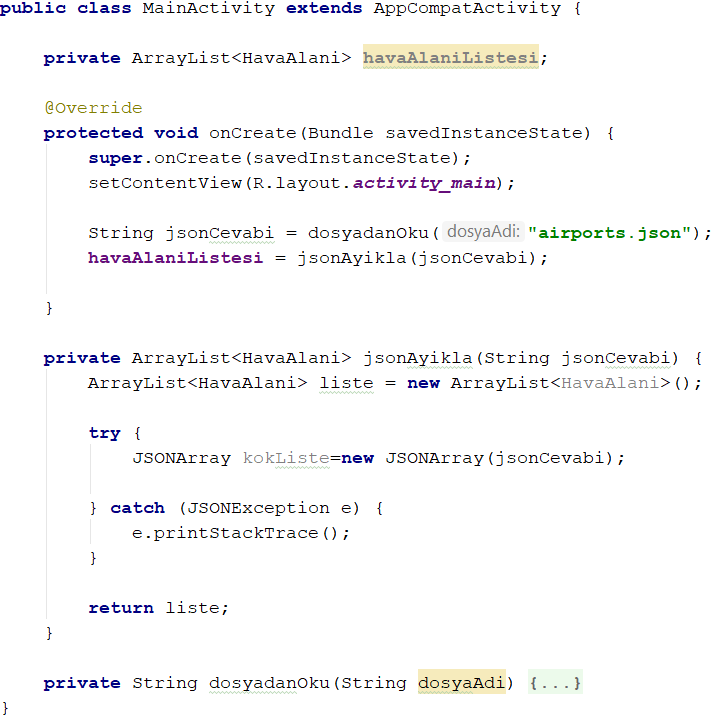 public class MainActivity extends AppCompatActivity {
private ArrayList<HavaAlani> havaAlaniListesi;
@Override
protected void onCreate(Bundle savedInstanceState) {
super.onCreate(savedInstanceState);
setContentView(R.layout.activity_main);
String jsonCevabi = dosyadanOku( dosyaAdi: "airports.json");
havaAlaniListesi = jsonAyikla(jsonCevabi);
}
private ArrayList<HavaAlani> jsonAyikla(String jsonCevabi) {
ArrayList<HavaAlani> liste = new ArrayList<HavaAlani>();
try {
JSONArray kokListe=new JSONArray(jsonCevabi);
} catch (JSONException e) {
e.printStackTrace();
}
return liste;
}
private String dosyadanOku(String dosyaAdi) {...}
}